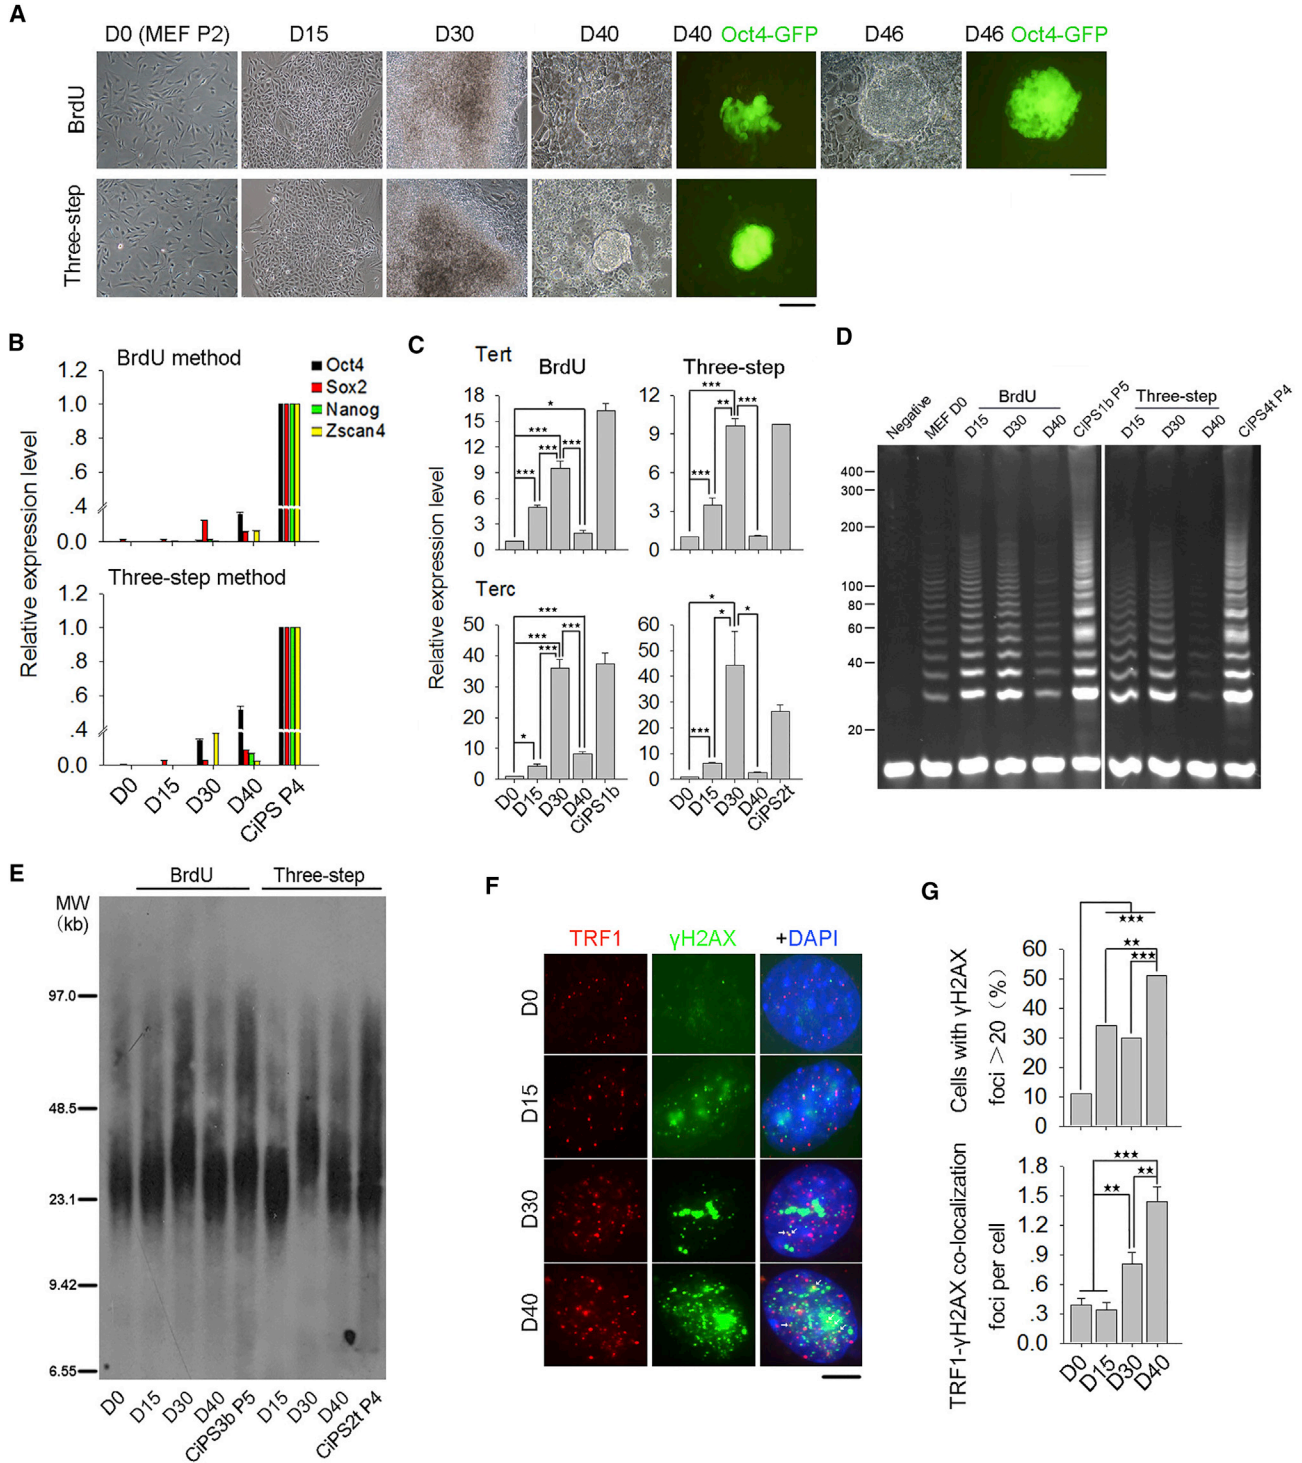 A
D0 (MEF P2) D15 D30 D40 D40 Oct4-GFP D46 D46 Oct4-GFP
BrdU
Three-step
B
BrdU method
Oct4
Sox2
Nanog
Zscan4
1.2
1.0
.8
.6
.4
0.0
Three-step method
1.2
1.0
.8
.6
.4
0.0
Relative expression level
D0 D15 D30 D40 CiPS P4
C
Tert
BrdU Three-step
18
15
12
9
6
3
0
12
9
6
3
0
* *** *** *** ***
*** ** *** ***
Relative expression level
Terc
50
40
30
20
10
0
60
50
40
30
20
10
0
*** *** *** *** *
* * * ***
D0 D15 D30 D40 CiPS1b
D0 D15 D30 D40 CiPS2t
D
BrdU Three-step
Negative MEF D0 D15 D30 D40 CiPS1b P5 D15 D30 D40 CiPS4t P4
400
300
200
100
80
60
40
20
E
BrdU Three-step
MW
(kb)
97.0
48.5
23.1
9.42
6.55
D0 D15 D30 D40 CiPS3b P5 D15 D30 D40 CiPS2t P4
F
TRF1 γH2AX +DAPI
D0
D15
D30
D40
G
***
**
***
60
50
40
30
20
10
0
Cells with γH2AX
foci >20 (%)
***
**
**
1.8
1.5
1.2
.9
.6
.3
0.0
TRF1-γH2AX co-localization
foci per cell
D0 D15 D30 D40